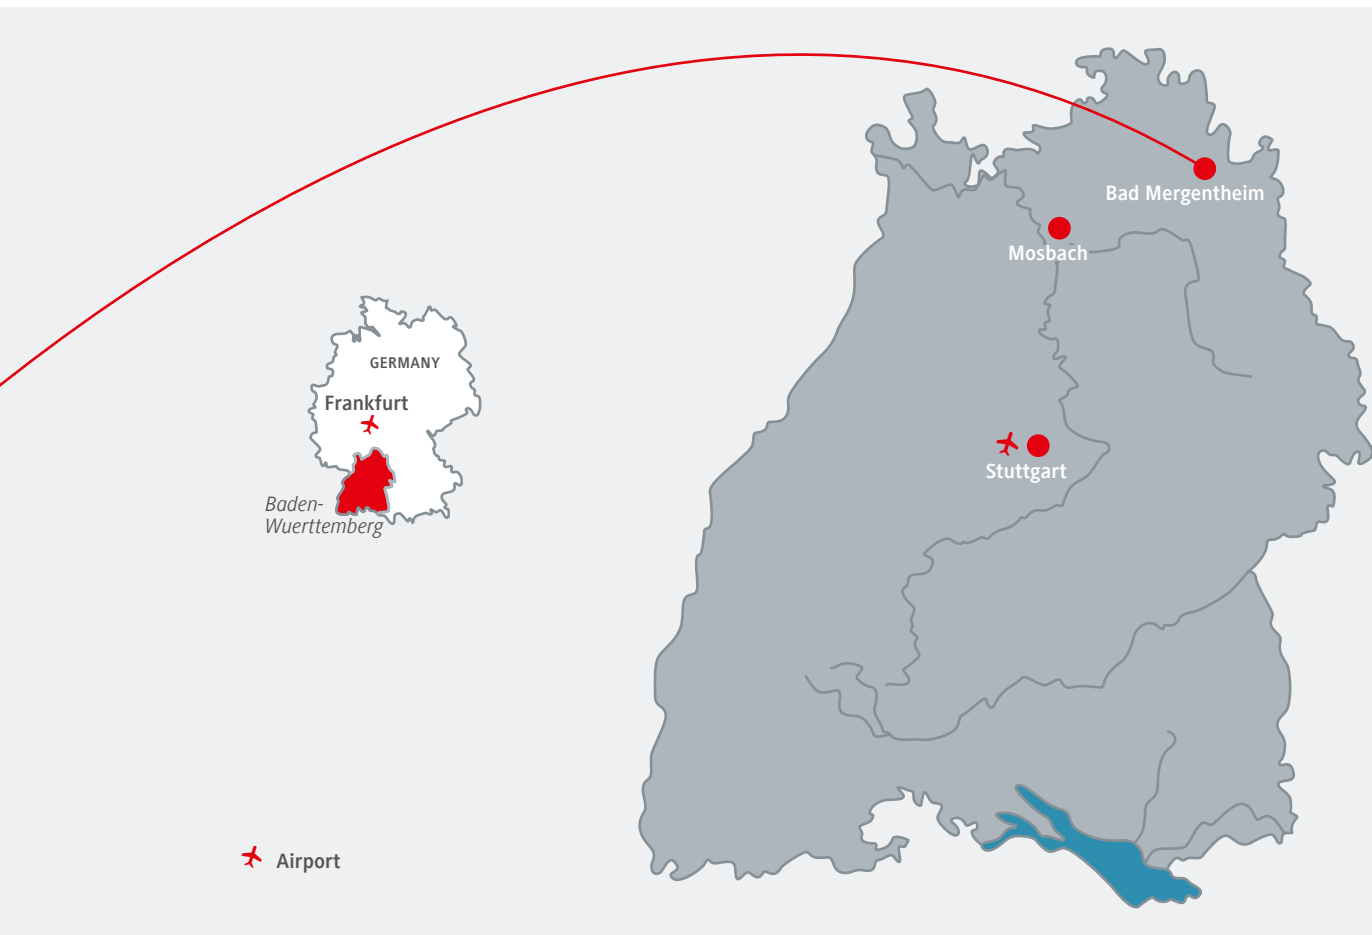 Bad Mergentheim
Mosbach
GERMANY
Frankfurt
Stuttgart
Baden-
Wuerttemberg
Airport